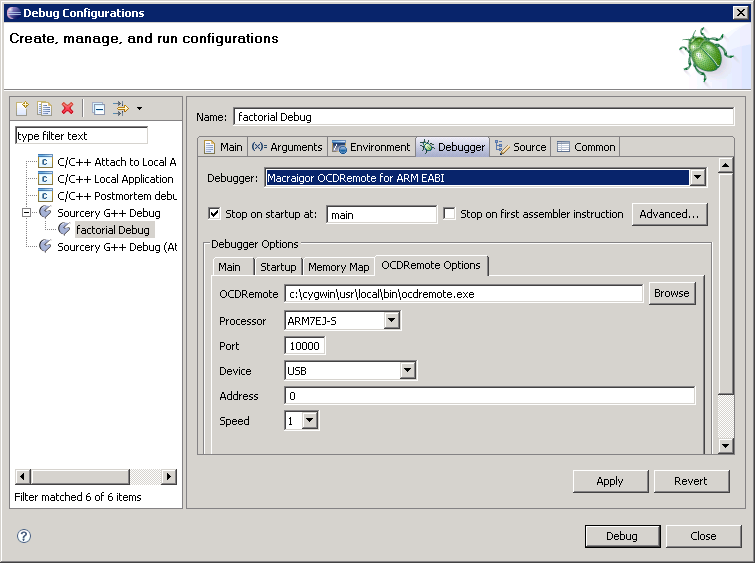 Debug Configurations
Create, manage, and run configurations
type filter text
C/C++ Attach to Local A
C/C++ Local Application
C/C++ Postmortem debu
Sourcery G++ Debug
factorial Debug
Sourcery G++ Debug (At
Filter matched 6 of 6 items
Name: factorial Debug
Main (x)= Arguments Environment Debugger Source Common
Debugger: Macraigor OCDRemote for ARM EABI
Stop on startup at: main Stop on first assembler instruction Advanced...
Debugger Options
Main Startup Memory Map OCDRemote Options
OCDRemote c:\cygwin\usr\local\bin\ocdremote.exe Browse
Processor ARM7EJ-S
Port 10000
Device USB
Address 0
Speed 1
Apply Revert
Debug Close